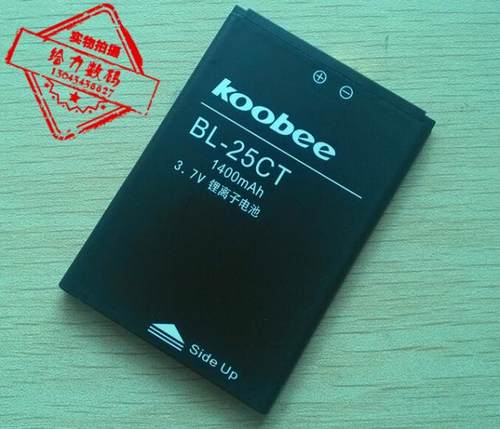 实物拍摄
给力数码
13043438827
koobee
BL-25CT
1400mAh
3.7V 锂离子电池
Side Up